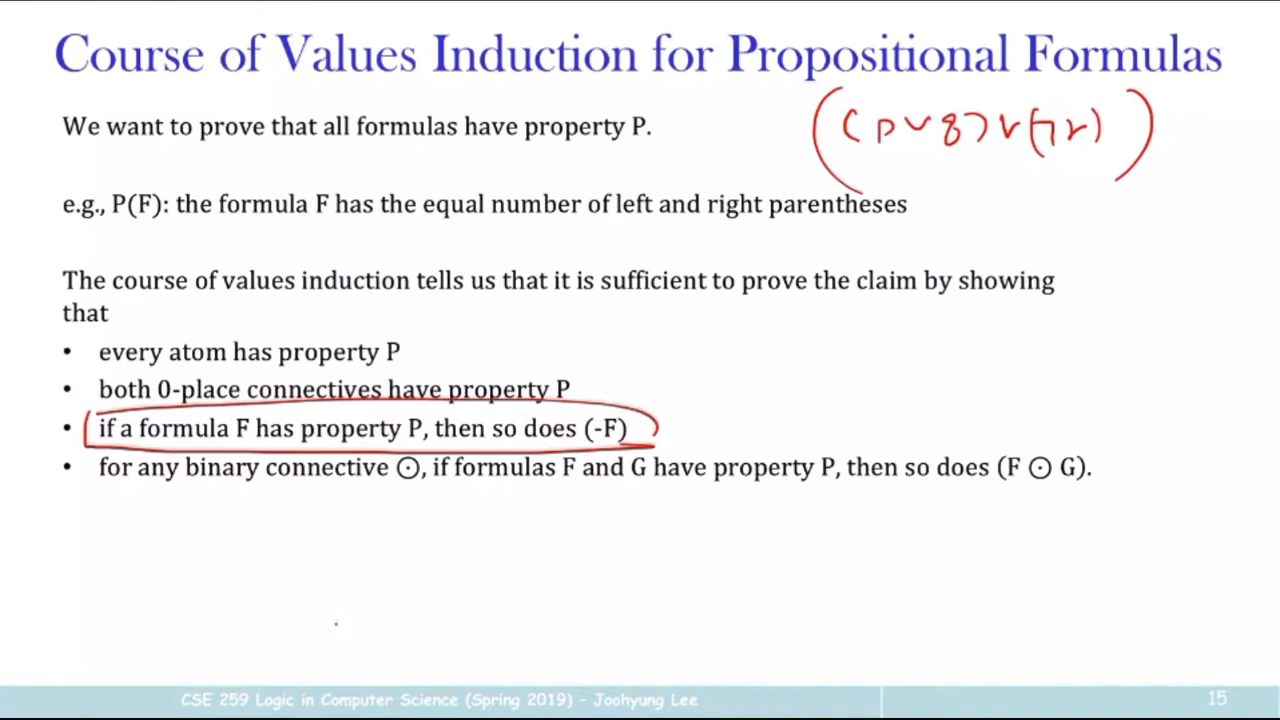 Course of Values Induction for Propositional Formulas
We want to prove that all formulas have property P.
((p∨q)∨(¬r))
e.g., P(F): the formula F has the equal number of left and right parentheses
The course of values induction tells us that it is sufficient to prove the claim by showing
that
• every atom has property P
• both 0-place connectives have property P
• if a formula F has property P, then so does (-F)
• for any binary connective ⊙, if formulas F and G have property P, then so does (F ⊙ G).
CSE 259 Logic in Computer Science (Spring 2019) - Joohyung Lee
15